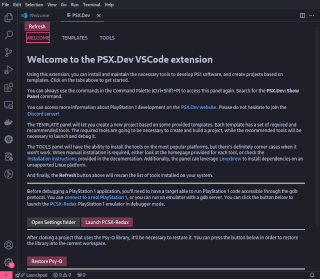 File Edit Selection View Go Run Terminal Help
Welcome
PSX.Dev
Refresh
WELCOME TEMPLATES TOOLS
Welcome to the PSX.Dev VSCode extension
Using this extension, you can install and maintain the necessary tools to develop PS1 software, and create projects based on
templates. Click on the tabs above to get started.
You can always use the commands in the Command Palette (Ctrl+Shift+P) to access this panel again. Search for the PSX.Dev: Show
Panel command.
You can access more information about PlayStation 1 development on the PSX.Dev website. Please do not hesitate to join the
Discord server!
The TEMPLATE panel will let you create a new project based on some provided templates. Each template has a set of required and
recommended tools. The required tools are going to be necessary to create and build a project, while the recommended tools will be
necessary to launch and debug it.
The TOOLS panel will have the ability to install the tools on the most popular platforms, but there's definitely corner cases when it
won't work. When manual installation is required, either look at the homepage provided for each tool, or check the
installation instructions provided in the documentation. Additionally, the panel can leverage Linuxbrew to install dependencies on an
unsupported Linux platform.
And finally, the Refresh button above will rescan the list of tools installed on your system.
Before debugging a PlayStation 1 application, you'll need to have a target able to run PlayStation 1 code accessible through the gdb
protocol. You can connect to a real PlayStation 1, or you can run an emulator with a gdb server. You can click the button below to
launch the PCSX-Redux PlayStation 1 emulator in debugger mode.
Open Settings folder Launch PCSX-Redux
After cloning a project that uses the Psy-Q library, it'll be necessary to restore it. You can press the button below in order to restore
the library into the current workspace.
Restore Psy-Q
Launchpad 0 0 0